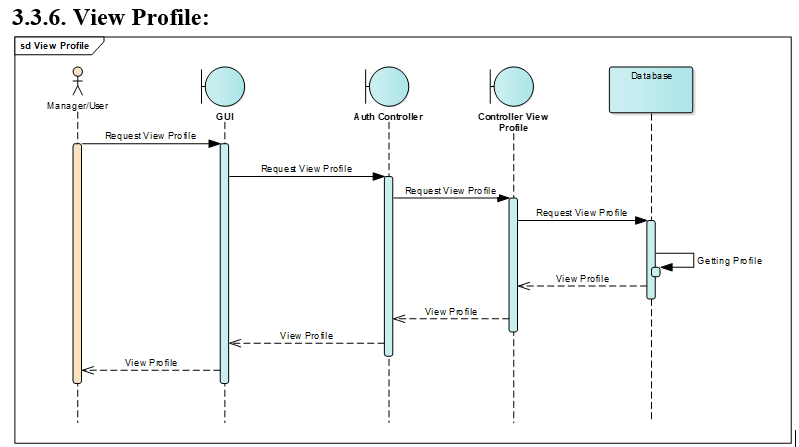 3.3.6. View Profile:
sd View Profile
Manager/User
GUI
Auth Controller
Controller View
Profile
Database
Request View Profile
Request View Profile
Request View Profile
Request View Profile
Getting Profile
View Profile
View Profile
View Profile
View Profile